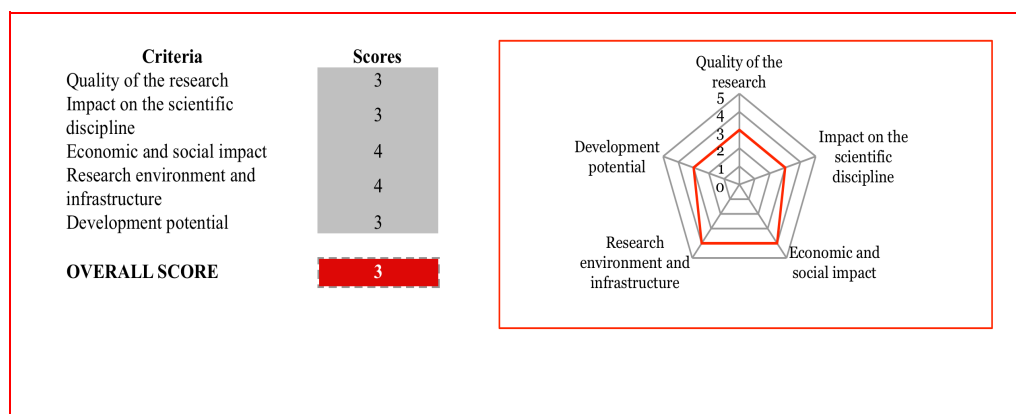 Criteria Scores
Quality of the research 3
Impact on the scientific
discipline 3
Economic and social impact 4
Research environment and
infrastructure 4
Development potential 3
OVERALL SCORE 3
Quality of the
research
5
4
3
2
1
0
Impact on the
scientific
discipline
Economic and
social impact
Research
environment and
infrastructure
Development
potential